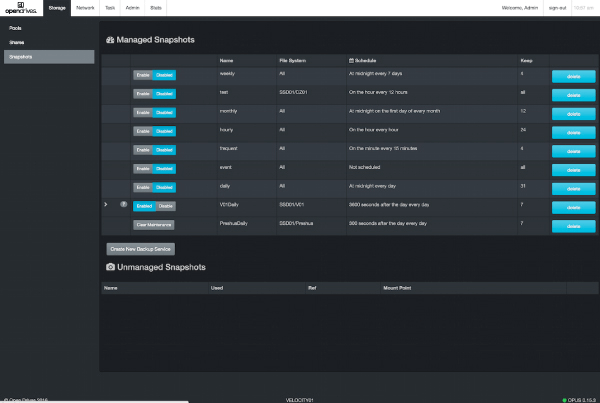 opendrives.
Storage Network Task Admin Stats Welcome, Admin sign out 10:57 am
Pools
Shares
Snapshots
Managed Snapshots
Name File System Schedule Keep
Enable Disabled weekly All At midnight every 7 days 4 delete
Enable Disabled test SSD01/CZ01 On the hour every 12 hours all delete
Enable Disabled monthly All At midnight on the first day of every month 12 delete
Enable Disabled hourly All On the hour every hour 24 delete
Enable Disabled frequent All On the minute every 15 minutes 4 delete
Enable Disabled event All Not scheduled all delete
Enable Disabled daily All At midnight every day 31 delete
Enabled Disable V01Daily SSD01/V01 3600 seconds after the day every day 7 delete
Clear Maintenance SSD01/ 300 seconds after the day every day 7 delete
Create New Backup Service
Unmanaged Snapshots
Name Used Ref Mount Point
© Open Drives 2016 VELOCITY01 OPUS 0.15.3